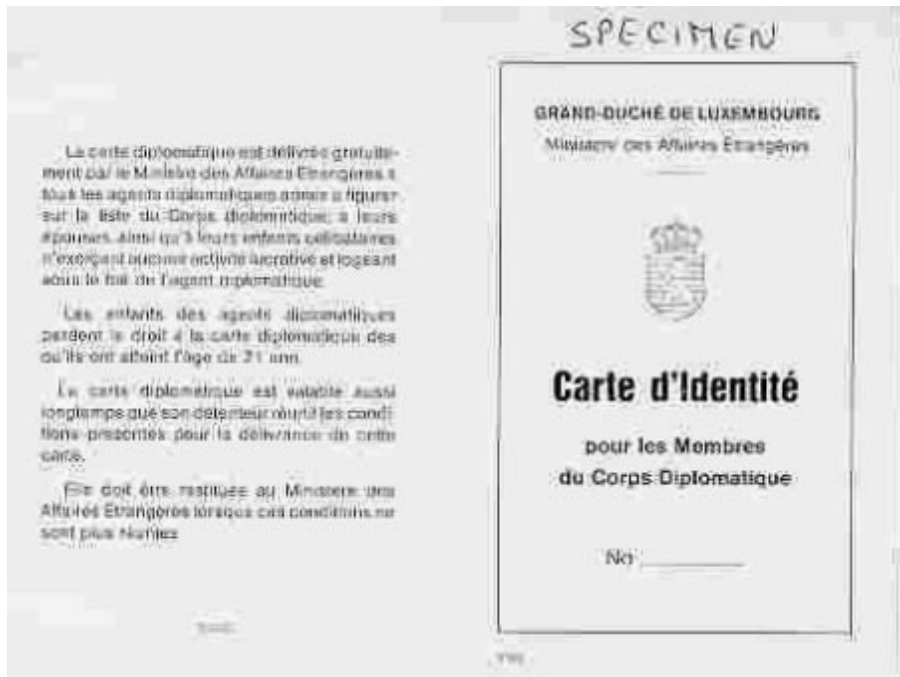 La carte diplomatique est délivrée gratuite-
ment par le Ministre des Affaires Etrangères à
tous les agents diplomatiques admis à figurer
sur la liste du Corps diplomatique, à leurs
épouses ainsi qu'à leurs enfants célibataires
n'exerçant aucune activité lucrative et logeant
sous le toit de l'agent diplomatique.
Les enfants des agents diplomatiques
perdent le droit à la carte diplomatique dès
qu'ils ont atteint l'âge de 21 ans.
La carte diplomatique est valable aussi
longtemps que son détenteur réunit les condi-
tions prescrites pour la délivrance de cette
carte.
Elle doit être restituée au Ministère des
Affaires Etrangères lorsque ces conditions ne
sont plus réunies
SPECIMEN
GRAND-DUCHÉ DE LUXEMBOURG
Ministère des Affaires Etrangères
Carte d'Identité
pour les Membres
du Corps Diplomatique
No